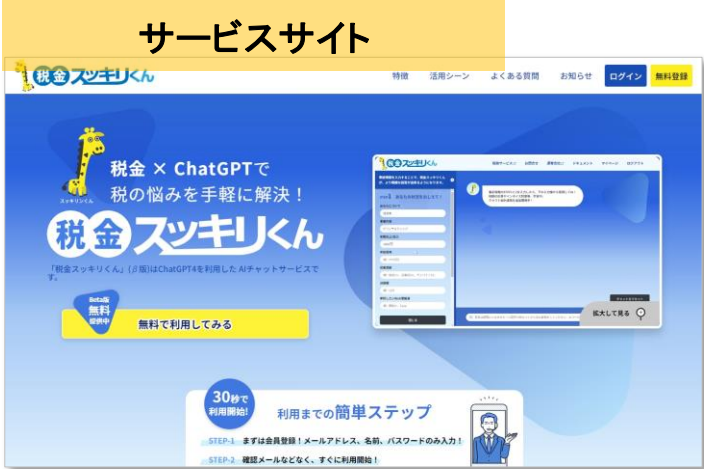 サービスサイト
税金スッキリくん
特徴 活用シーン よくある質問 お知らせ ログイン 無料登録
スッキリくん
税金 × ChatGPTで
税の悩みを手軽に解決！
税金スッキリくん
「税金スッキリくん」(β版)はChatGPT4を利用した AIチャットサービスで
す。
Beta版
無料
提供中
無料で利用してみる
税金スッキリくん
拡大して見る
30秒で
利用開始!
利用までの簡単ステップ
STEP-1 まずは会員登録！メールアドレス、名前、パスワードのみ入力！
STEP-2 確認メールなどなく、すぐに利用開始！